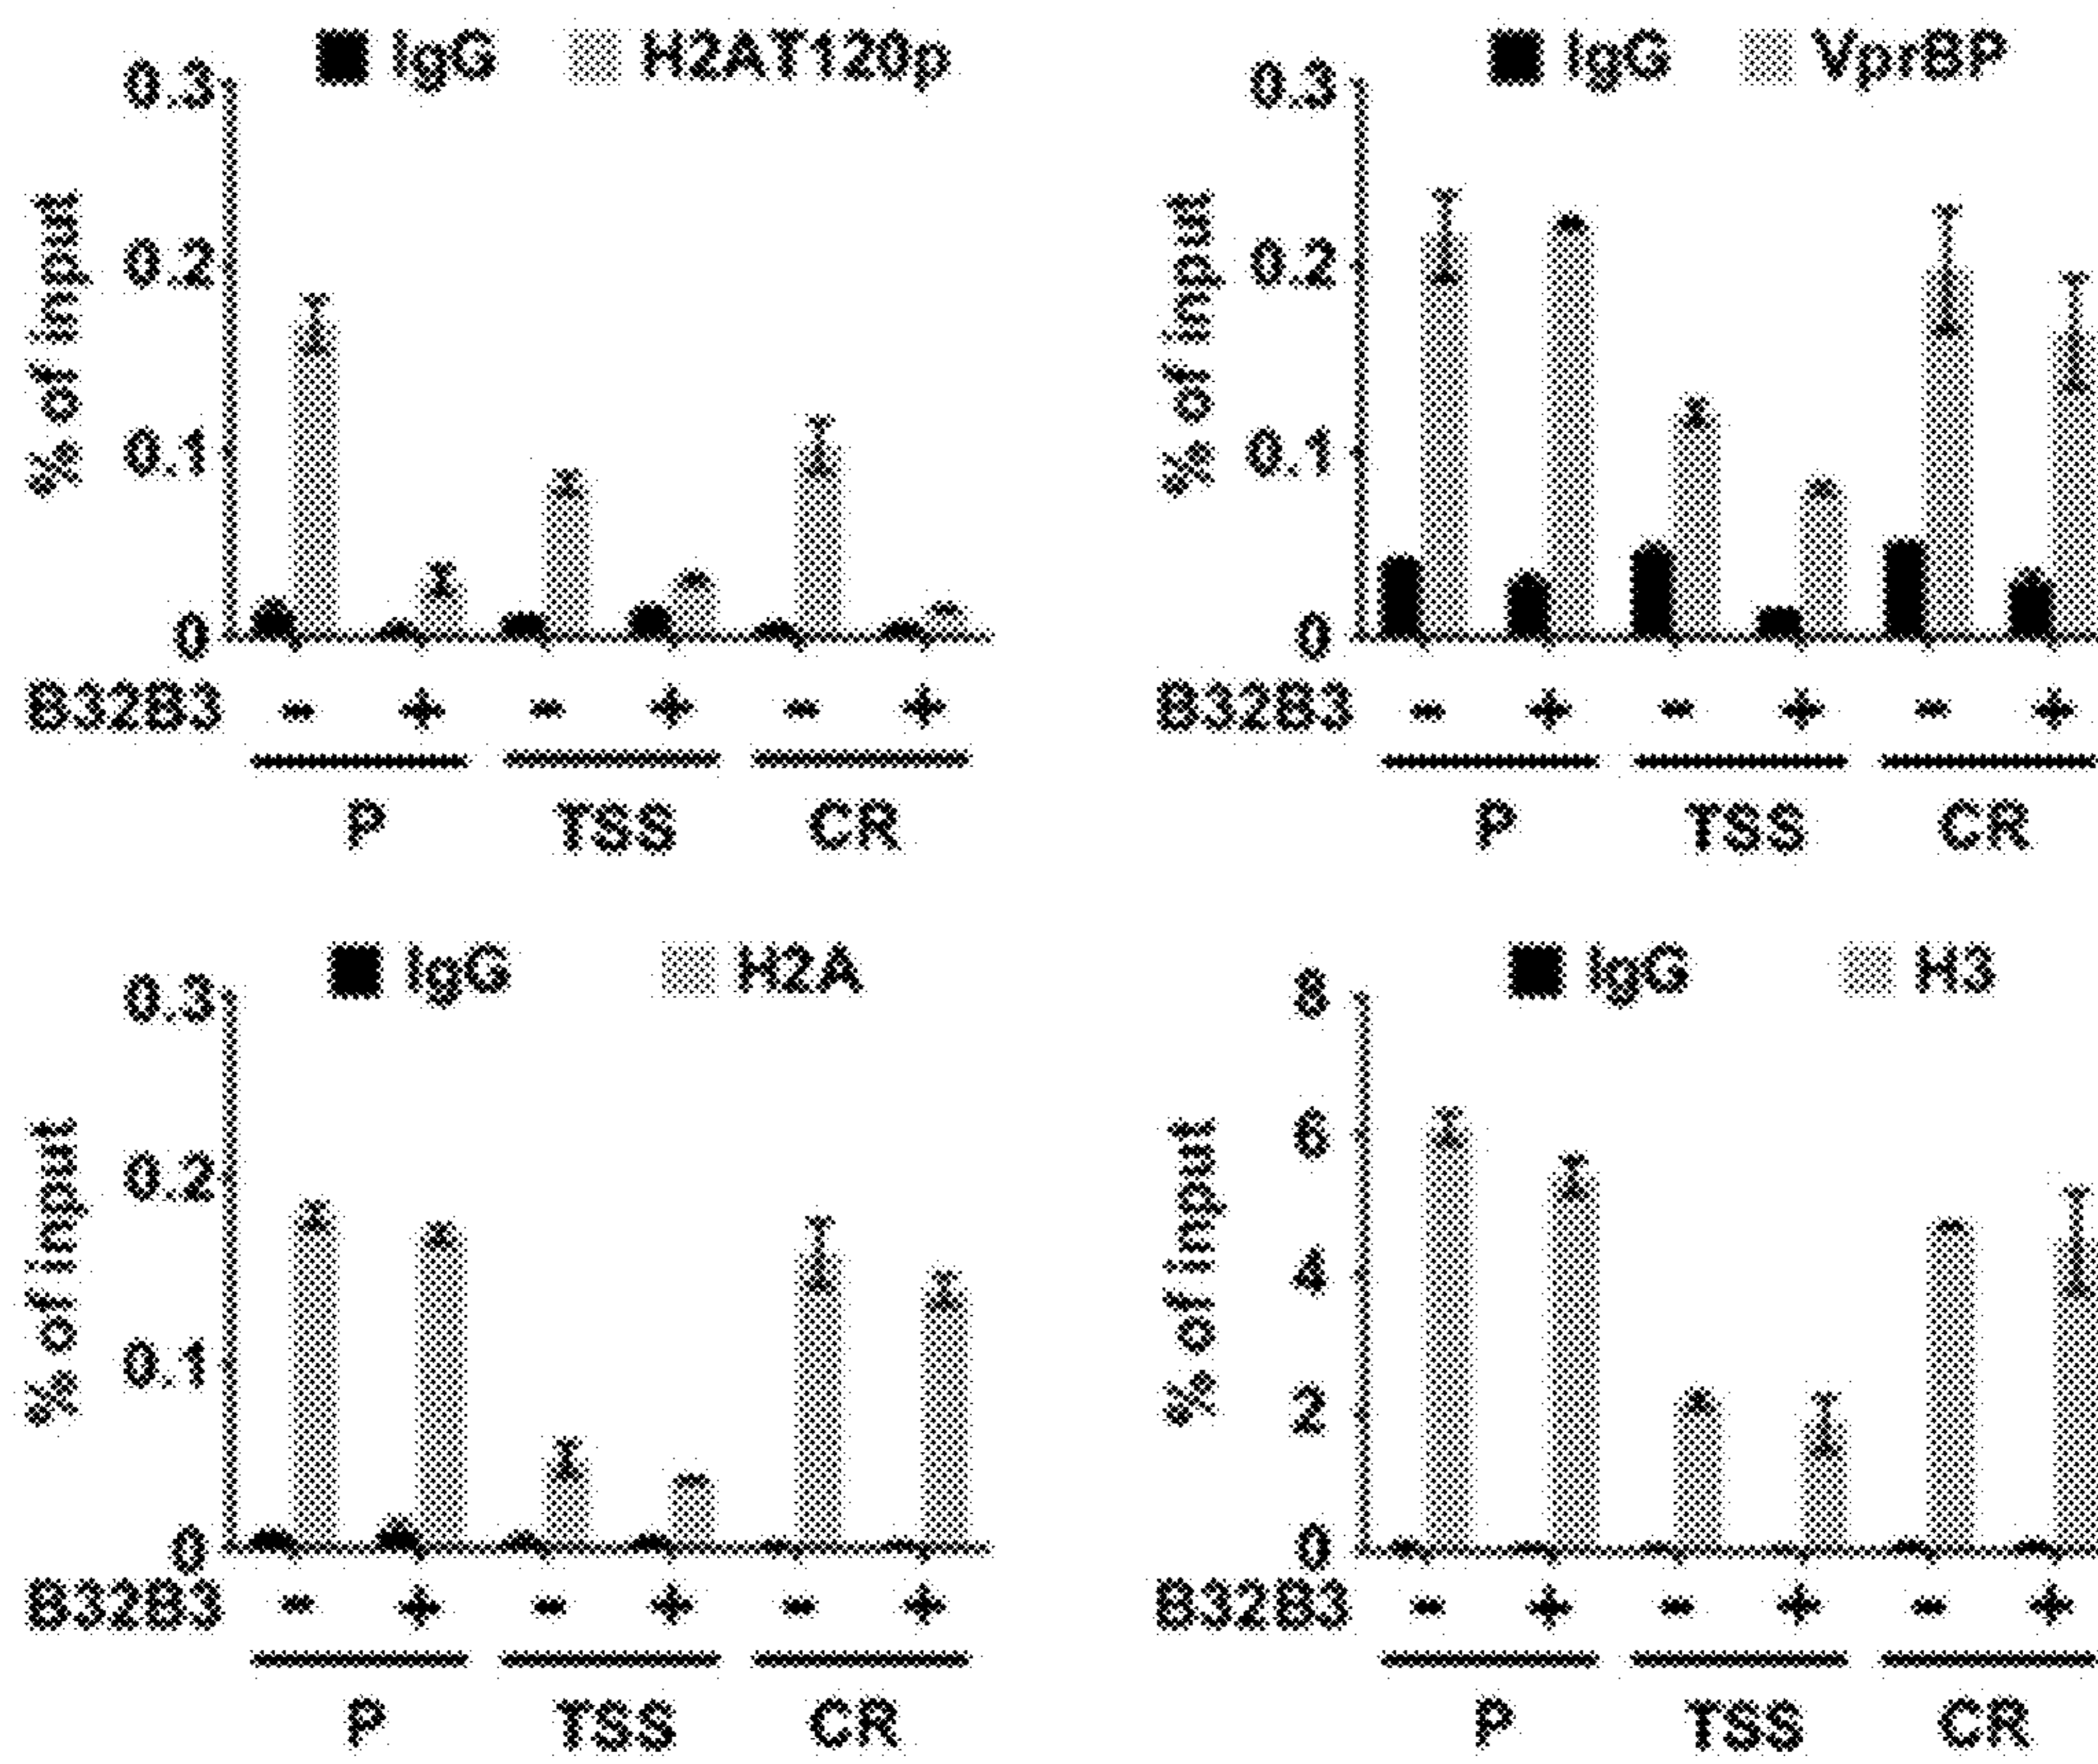 IgG H2AT120p
0.3
0.2
0.1
0
% of input
B32B3 - + - + - +
P TSS CR
IgG VprBP
0.3
0.2
0.1
0
% of input
B32B3 - + - + - +
P TSS CR
IgG H2A
0.3
0.2
0.1
0
% of input
B32B3 - + - + - +
P TSS CR
IgG H3
8
6
4
2
0
% of input
B32B3 - + - + - +
P TSS CR